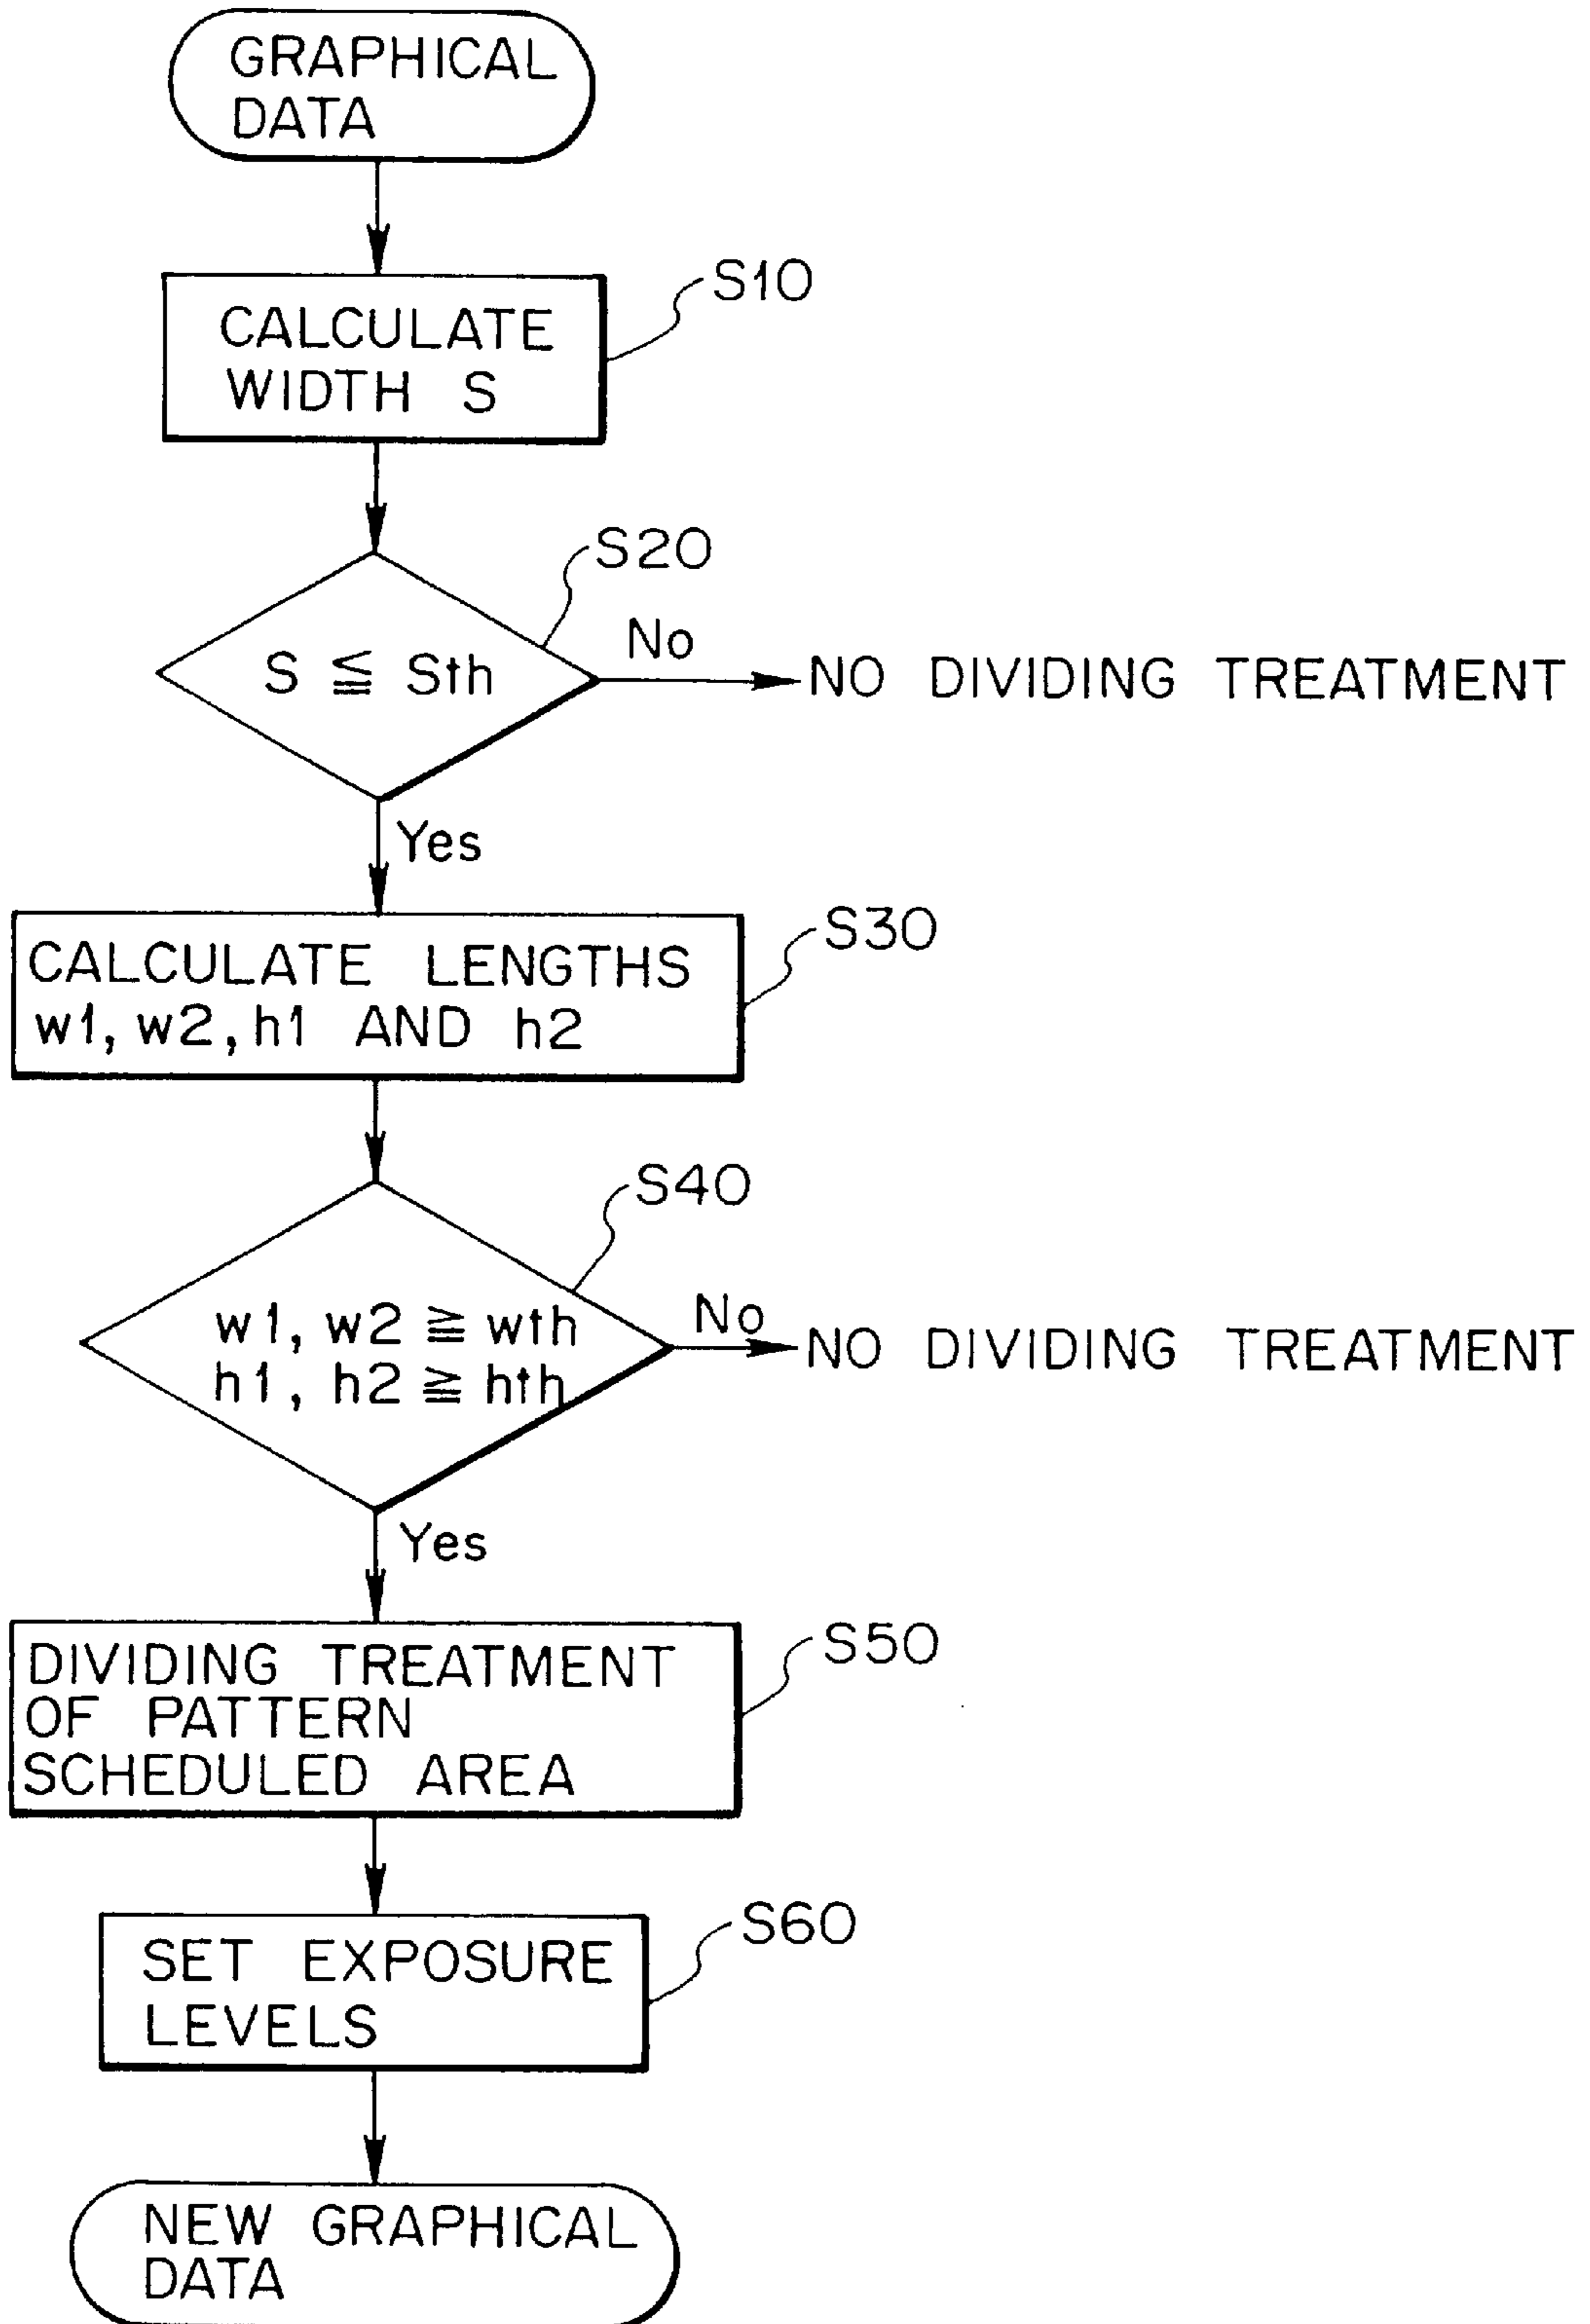 GRAPHICAL
DATA
S10
CALCULATE
WIDTH S
S20
No
S ≦ Sth
NO DIVIDING TREATMENT
Yes
S30
CALCULATE LENGTHS
w1, w2, h1 AND h2
S40
No
w1, w2 ≧ wth
NO DIVIDING TREATMENT
h1, h2 ≧ hth
Yes
S50
DIVIDING TREATMENT
OF PATTERN
SCHEDULED AREA
S60
SET EXPOSURE
LEVELS
NEW GRAPHICAL
DATA